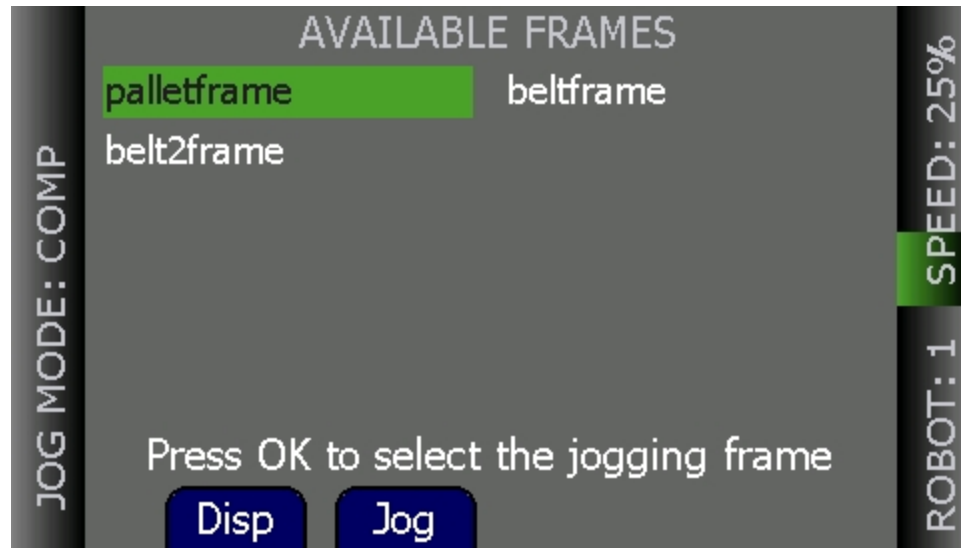 AVAILABLE FRAMES
palletframe beltframe
belt2frame
Press OK to select the jogging frame
Disp Jog
JOG MODE: COMP
SPEED: 25%
ROBOT: 1